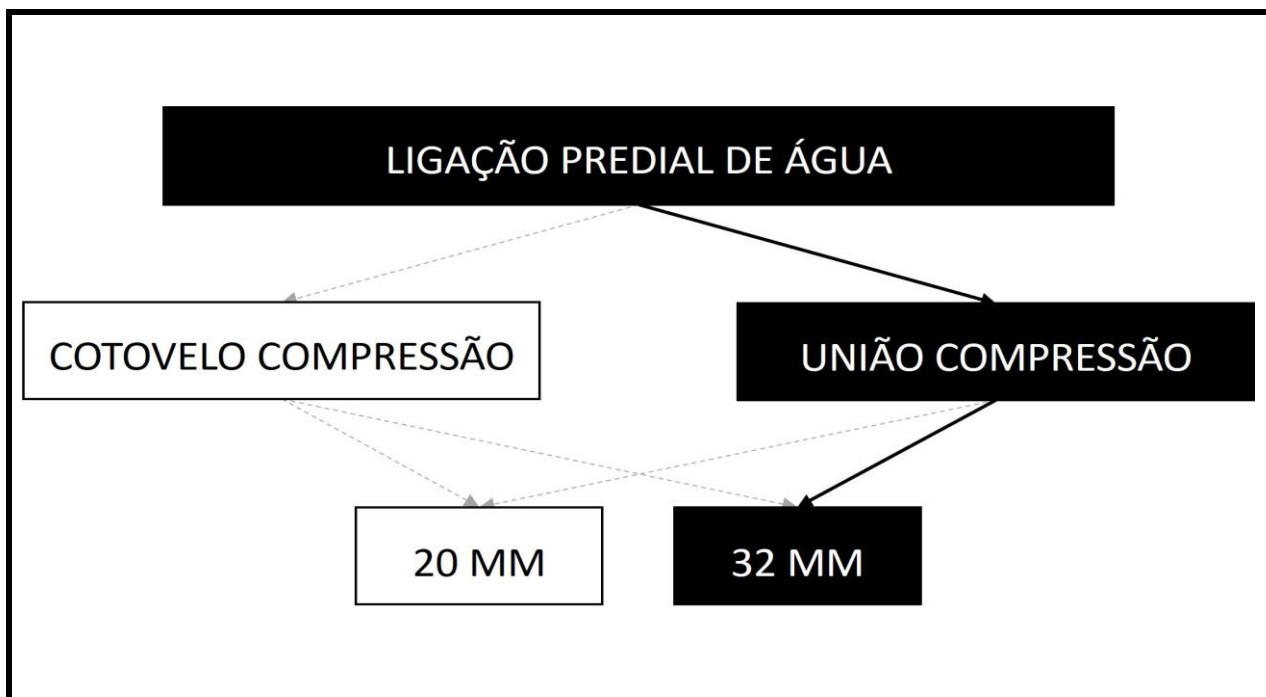 LIGAÇÃO PREDIAL DE ÁGUA
COTOVELO COMPRESSÃO
UNIÃO COMPRESSÃO
20 MM
32 MM